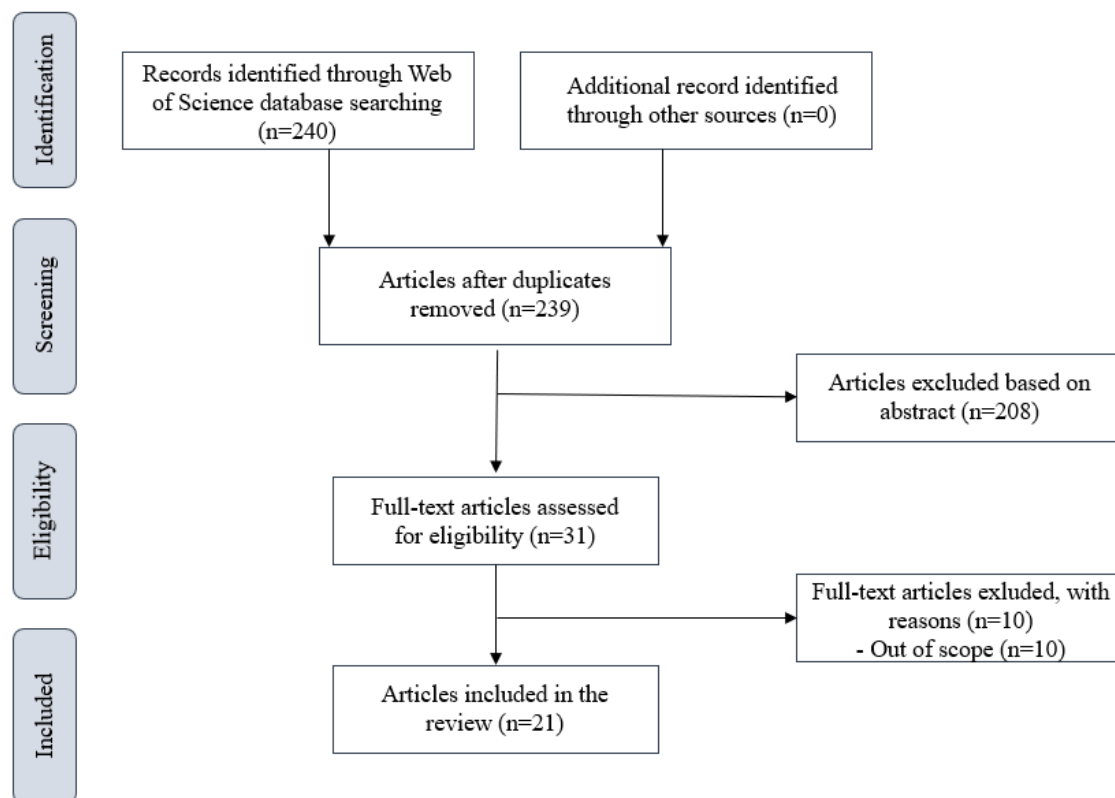 Identification
Records identified through Web
of Science database searching
(n=240)
Additional record identified
through other sources (n=0)
Screening
Articles after duplicates
removed (n=239)
Articles excluded based on
abstract (n=208)
Eligibility
Full-text articles assessed
for eligibility (n=31)
Full-text articles exluded, with
reasons (n=10)
- Out of scope (n=10)
Included
Articles included in the
review (n=21)